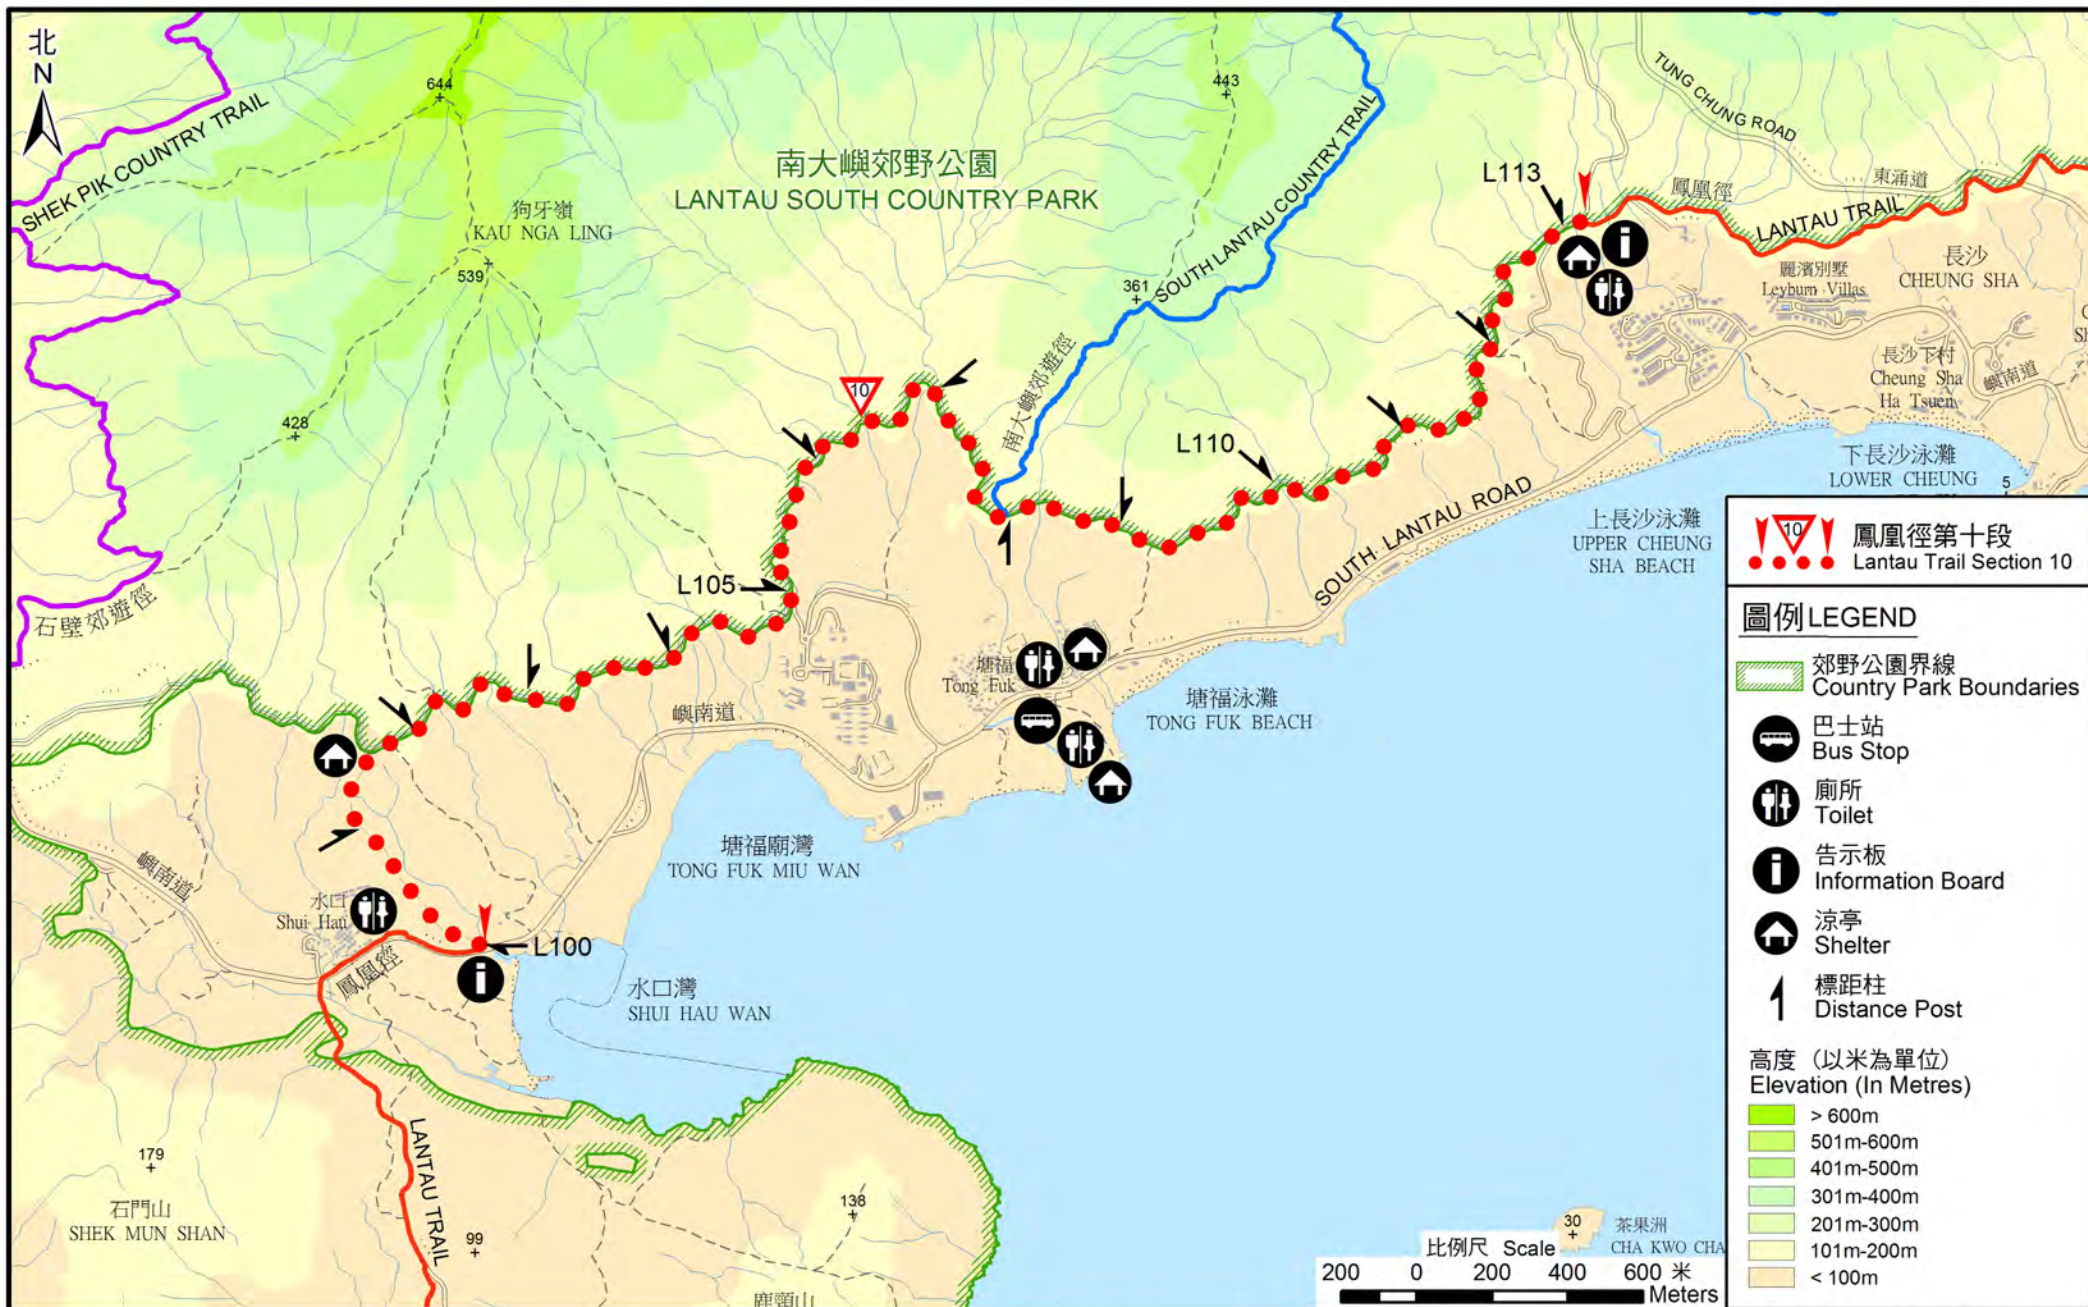 北
N
644
443
TUNG CHUNG ROAD
SHEK PIK COUNTRY TRAIL
南大嶼郊野公園
LANTAU SOUTH COUNTRY PARK
SOUTH LANTAU COUNTRY TRAIL
L113
鳳凰徑
東涌道
LANTAU TRAIL
狗牙嶺
KAU NGA LING
539
361
麗濱別墅
Leyburn Villas
長沙
CHEUNG SHA
長沙下村
Cheung Sha
Ha Tsuen
嶼南道
南大嶼郊遊徑
10
428
L110
下長沙泳灘
LOWER CHEUNG
5
SOUTH LANTAU ROAD
上長沙泳灘
UPPER CHEUNG
SHA BEACH
L105
石壁郊遊徑
塘福
Tong Fuk
嶼南道
塘福泳灘
TONG FUK BEACH
塘福廟灣
TONG FUK MIU WAN
嶼南道
水口
Shui Hau
L100
鳳凰徑
水口灣
SHUI HAU WAN
LANTAU TRAIL
179
石門山
SHEK MUN SHAN
99
138
鹿頸山
30
茶果洲
CHA KWO CHA
比例尺 Scale
200 0 200 400 600 米
Meters
10
鳳凰徑第十段
Lantau Trail Section 10
圖例 LEGEND
郊野公園界線
Country Park Boundaries
巴士站
Bus Stop
廁所
Toilet
告示板
Information Board
涼亭
Shelter
標距柱
Distance Post
高度（以米為單位）
Elevation (In Metres)
> 600m
501m-600m
401m-500m
301m-400m
201m-300m
101m-200m
< 100m